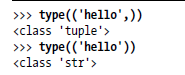 >>> type(('hello',))
<class 'tuple'>
>>> type(('hello'))
<class 'str'>